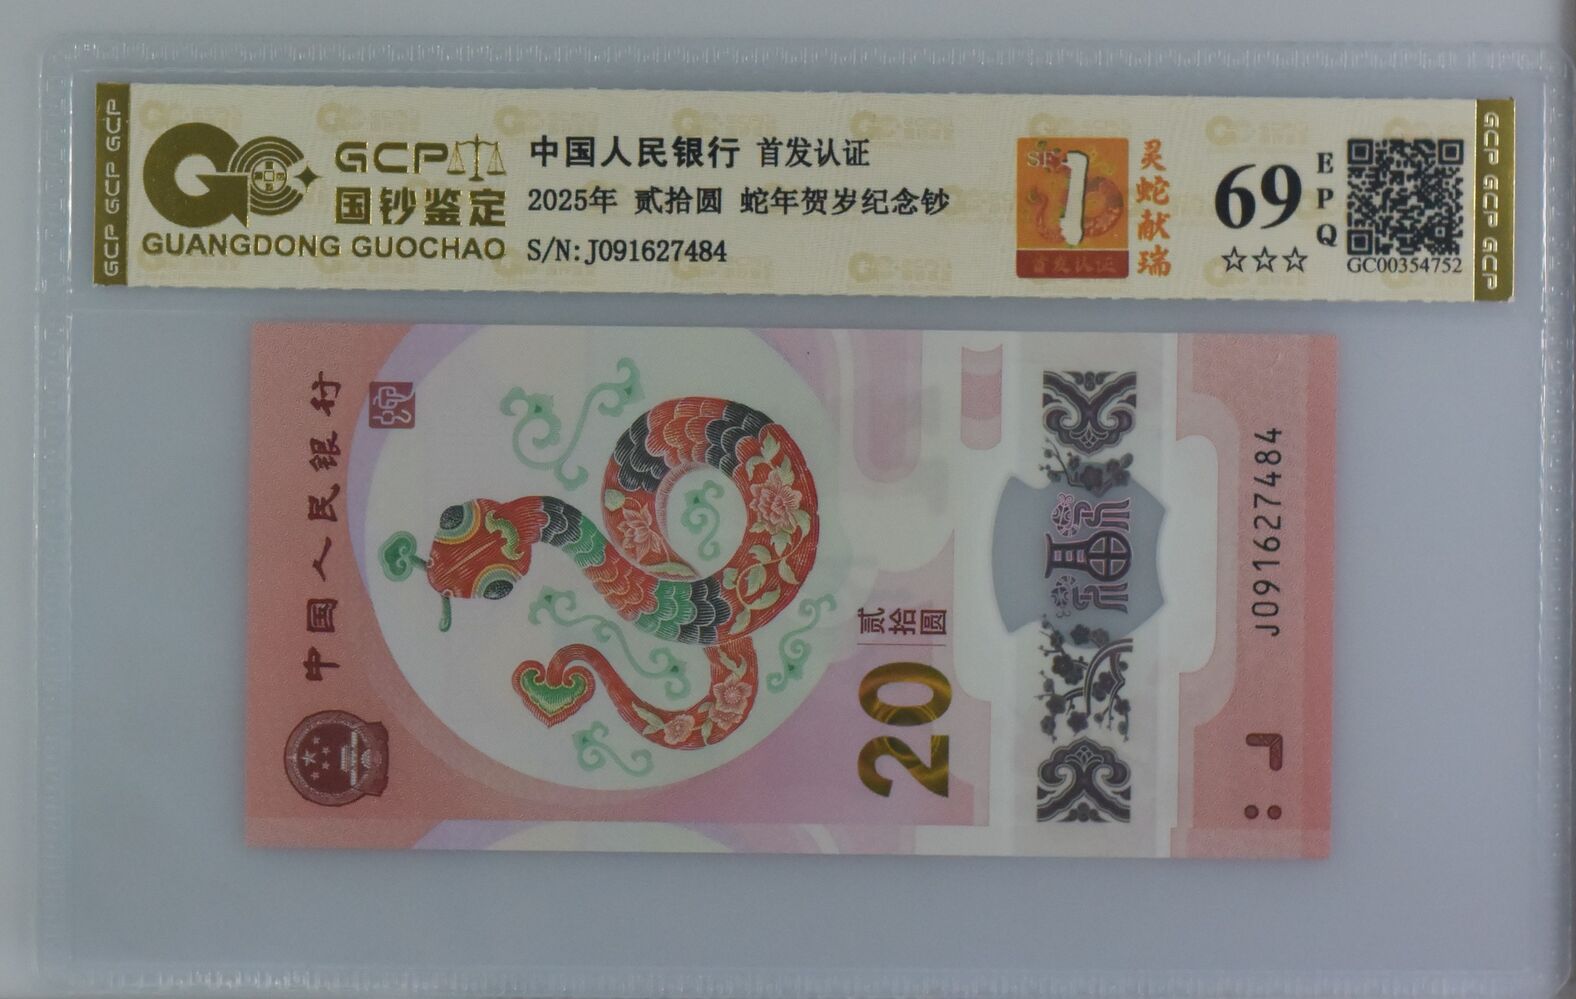 GCP GCP GCP
GCP
国钞鉴定
GUANGDONG GUOCHAO
中国人民银行 首发认证
2025年 贰拾圆 蛇年贺岁纪念钞
S/N: J091627484
1
首发认证
灵蛇献瑞
69
EPQ
☆☆☆
GC00354752
GCP GCP GCP
中国人民银行
贰拾圆
20
福
J091627484